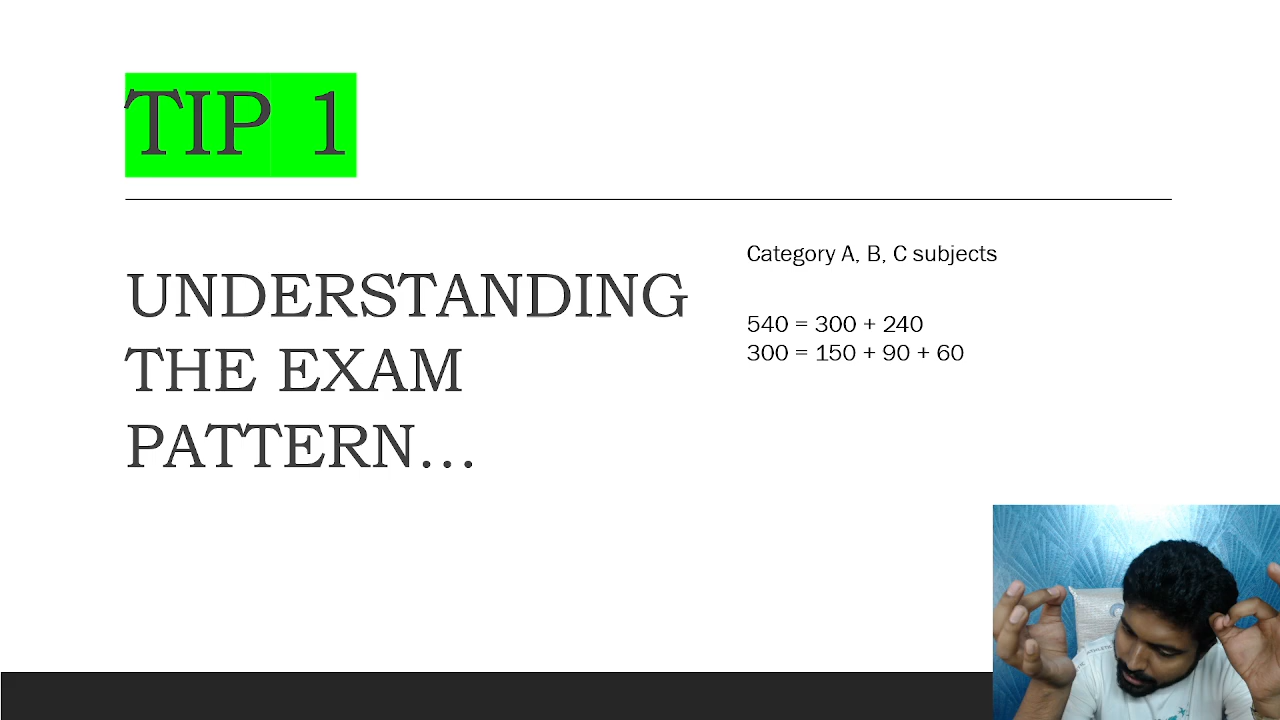 TIP 1
UNDERSTANDING
THE EXAM
PATTERN...
Category A, B, C subjects
540 = 300 + 240
300 = 150 + 90 + 60